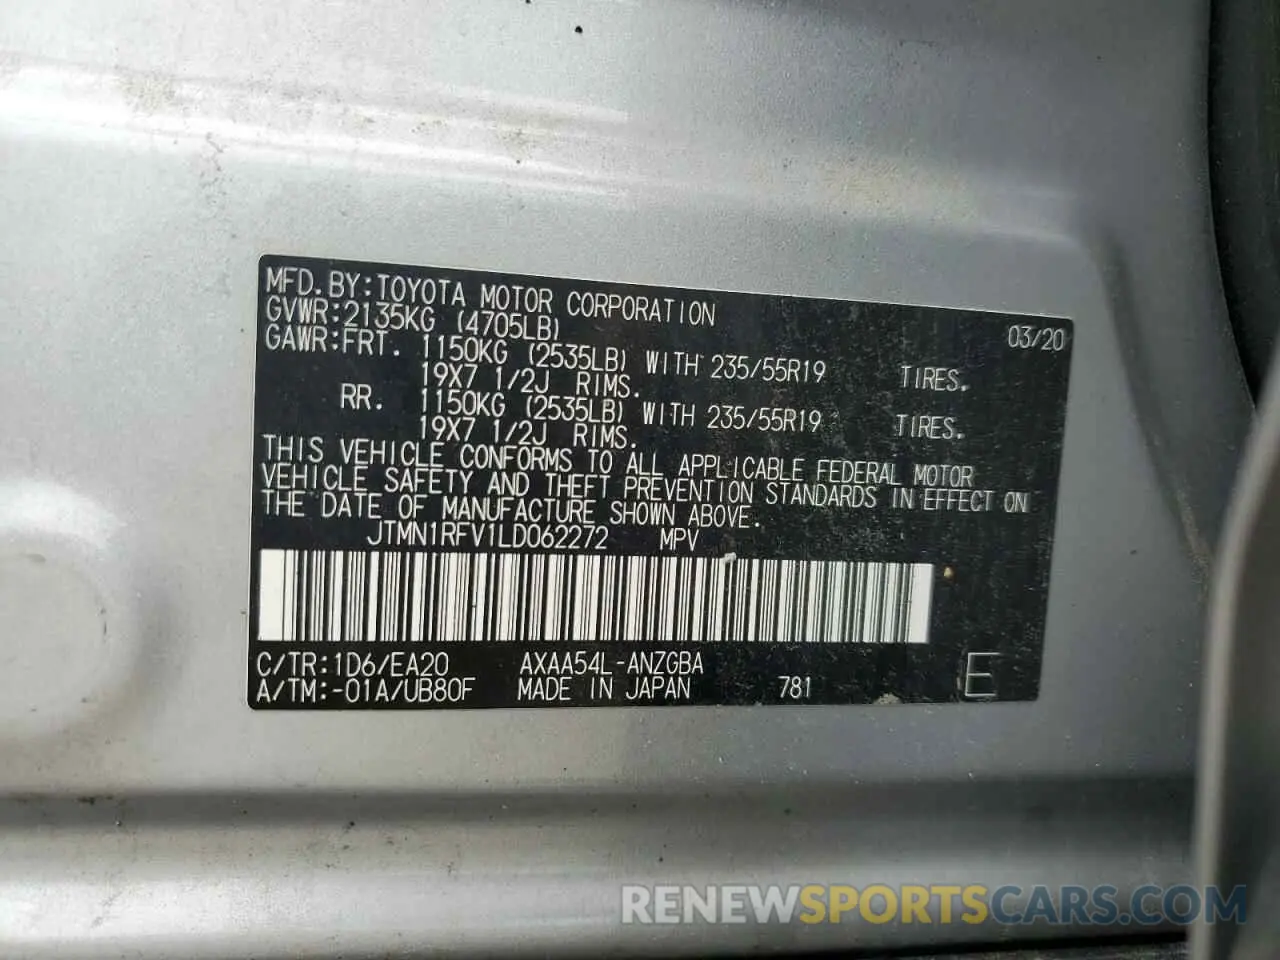 MFD.BY:TOYOTA MOTOR CORPORATION 03/20
GVWR:2135KG (4705LB)
GAWR:FRT. 1150KG (2535LB) WITH 235/55R19 TIRES.
19X7 1/2J RIMS.
RR. 1150KG (2535LB) WITH 235/55R19 TIRES.
19X7 1/2J RIMS.
THIS VEHICLE CONFORMS TO ALL APPLICABLE FEDERAL MOTOR
VEHICLE SAFETY AND THEFT PREVENTION STANDARDS IN EFFECT ON
THE DATE OF MANUFACTURE SHOWN ABOVE.
JTMN1RFV1LD062272 MPV
C/TR:1D6/EA20 AXAA54L-ANZGBA
A/TM:-01A/UB80F MADE IN JAPAN 781 E
RENEWSPORTSCARS.COM